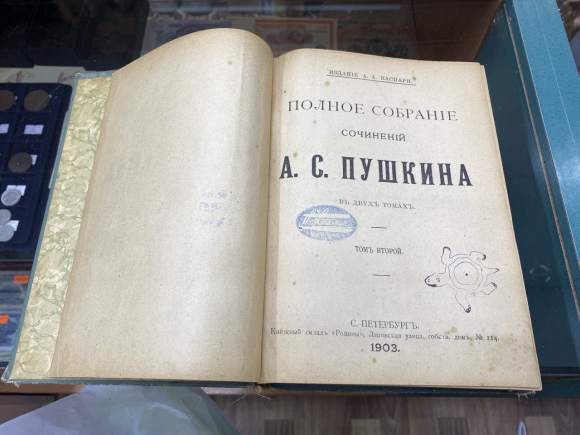 ИЗДАНІЕ А. А. КАСПАРИ.
ПОЛНОЕ СОБРАНІЕ
СОЧИНЕНІЙ
А. С. ПУШКИНА
ВЪ ДВУХЪ ТОМАХЪ.
ТОМЪ ВТОРОЙ.
С.-ПЕТЕРБУРГЪ.
Книжный складъ «Родины», Лиговская улица, собств. домъ, № 114.
1903.